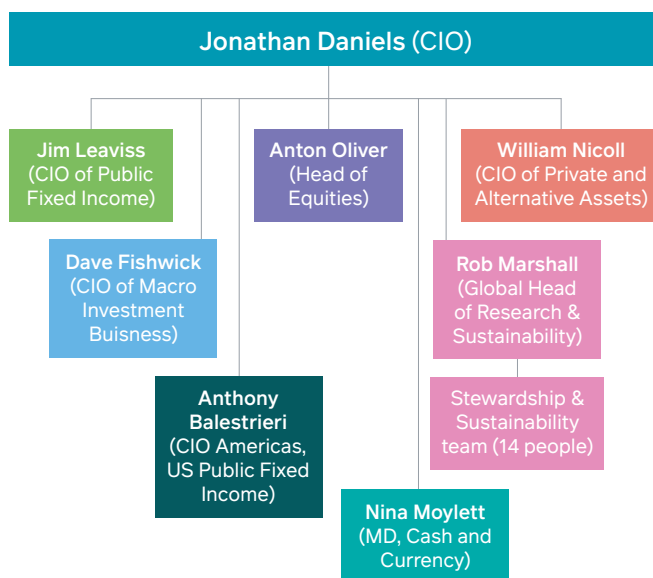 Jonathan Daniels (CIO)
Jim Leaviss
(CIO of Public
Fixed Income)
Anton Oliver
(Head of
Equities)
William Nicoll
(CIO of Private and
Alternative Assets)
Dave Fishwick
(CIO of Macro
Investment
Buisness)
Rob Marshall
(Global Head
of Research &
Sustainability)
Anthony
Balestrieri
(CIO Americas,
US Public Fixed
Income)
Stewardship &
Sustainability
team (14 people)
Nina Moylett
(MD, Cash and
Currency)